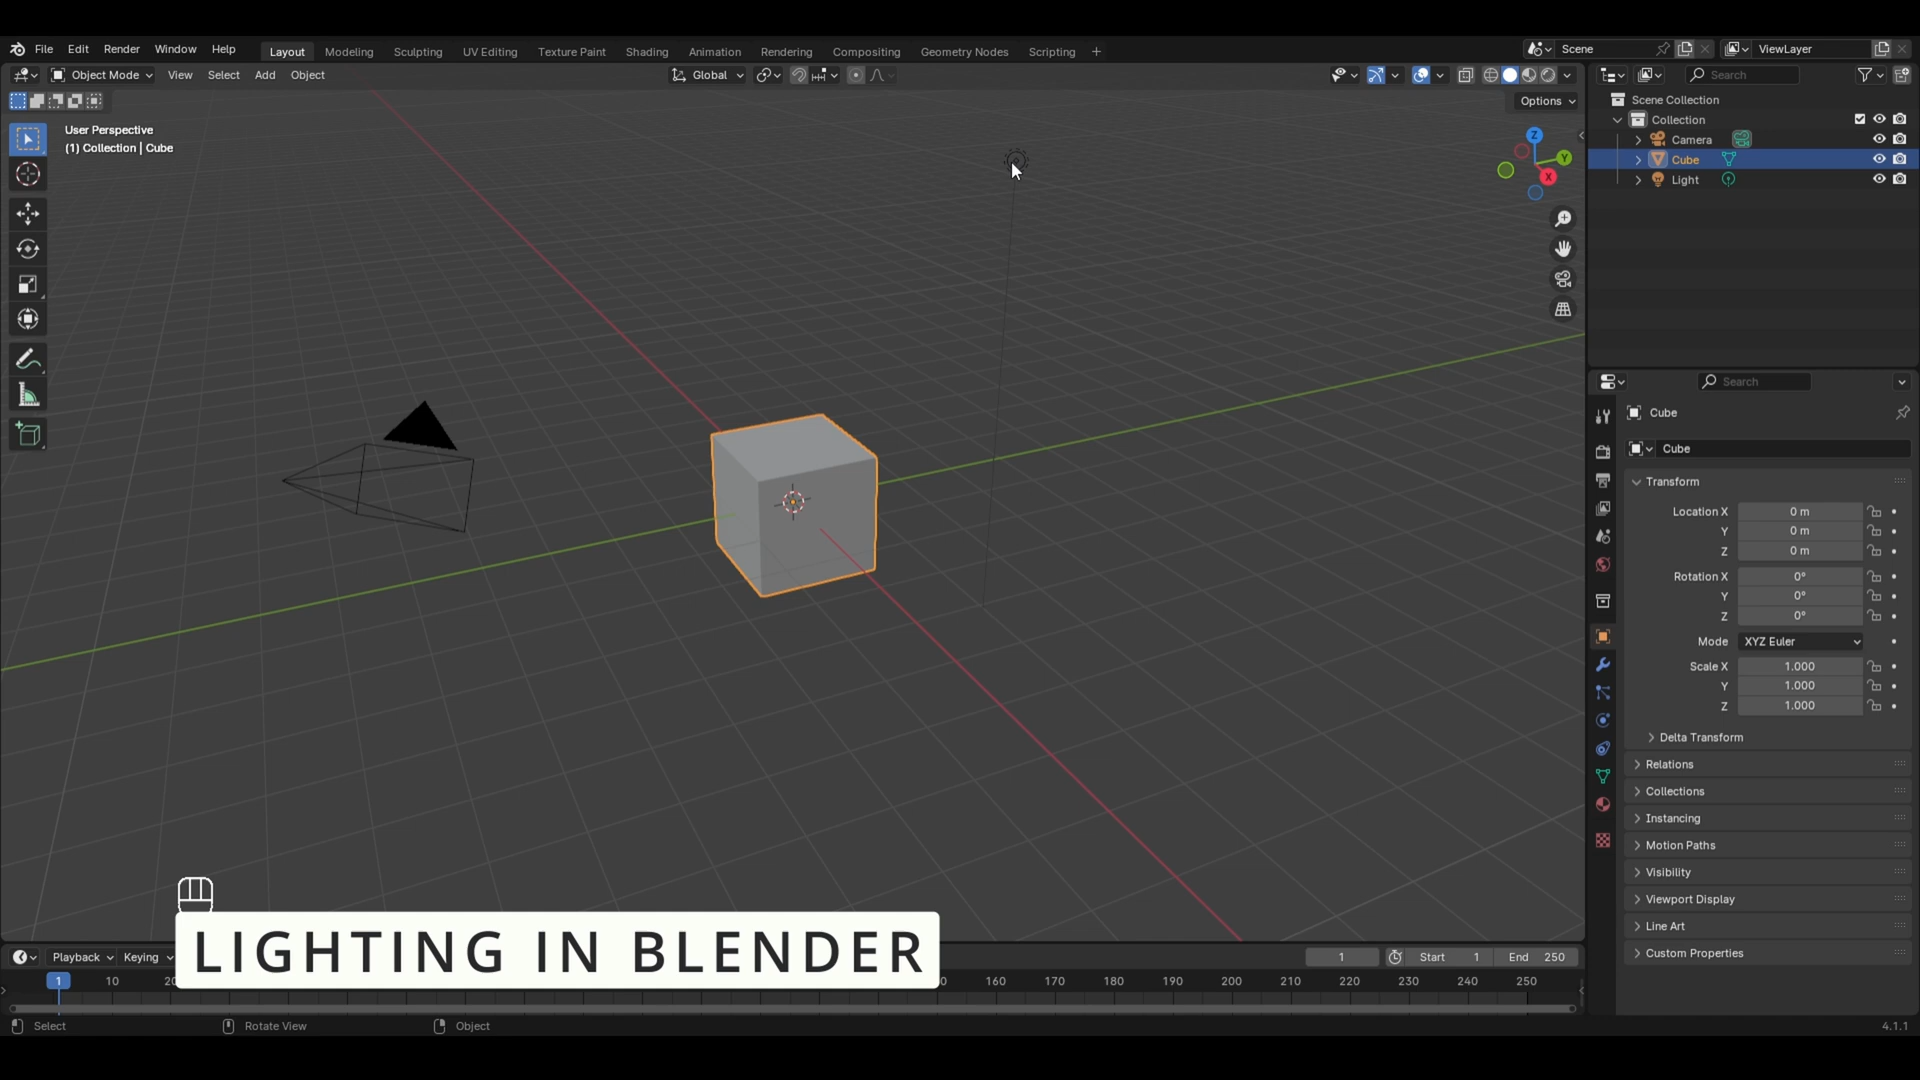 File Edit Render Window Help Layout Modeling Sculpting UV Editing Texture Paint Shading Animation Rendering Compositing Geometry Nodes Scripting + Scene ViewLayer
Object Mode View Select Add Object Global Search
Options
Scene Collection
Collection
Camera
Cube
Light
User Perspective
(1) Collection | Cube
Z
Y
X
Search
Cube
Cube
Transform
Location X 0 m
Y 0 m
Z 0 m
Rotation X 0°
Y 0°
Z 0°
Mode XYZ Euler
Scale X 1.000
Y 1.000
Z 1.000
Delta Transform
Relations
Collections
Instancing
Motion Paths
Visibility
Viewport Display
Line Art
Custom Properties
LIGHTING IN BLENDER
Playback Keying 1 Start 1 End 250
1 10 160 170 180 190 200 210 220 230 240 250
Select Rotate View Object 4.1.1